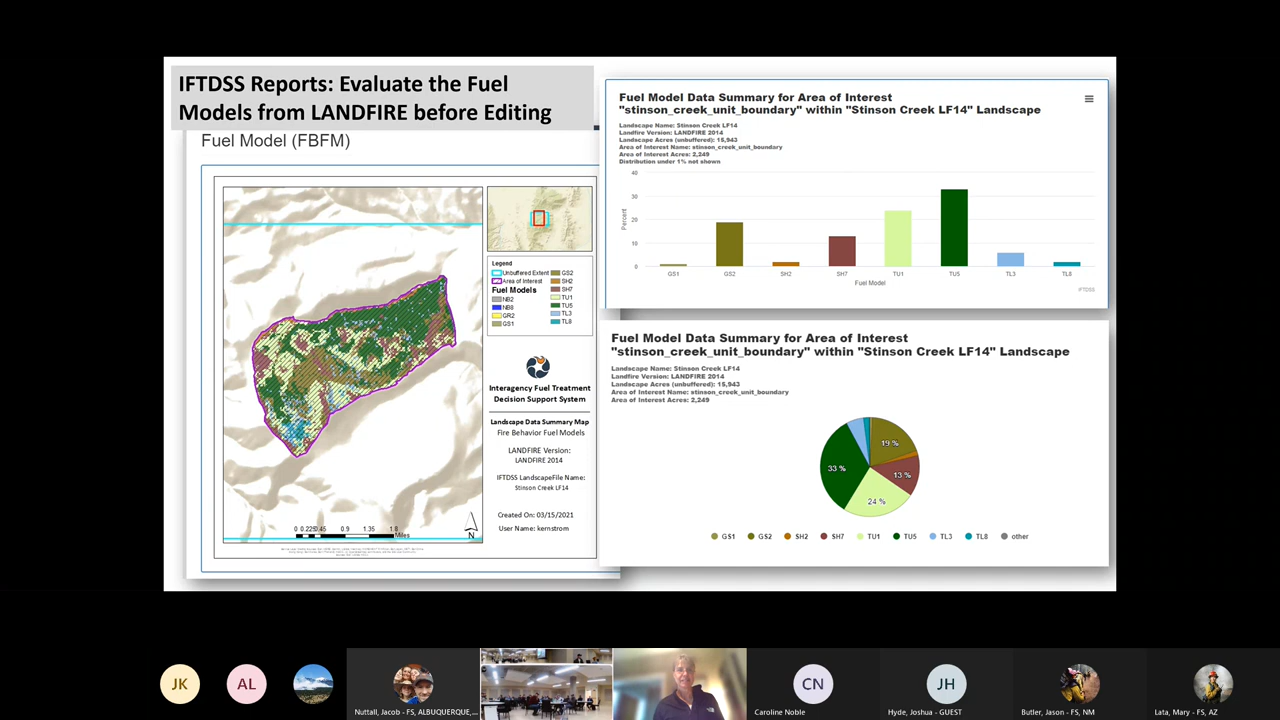 IFTDSS Reports: Evaluate the Fuel
Models from LANDFIRE before Editing
Fuel Model (FBFM)
Legend
Unbuffered Extent
Area of Interest
Fuel Models
NB2
NB8
GR2
GS1
GS2
SH2
SH7
TU1
TU5
TL3
TL8
Interagency Fuel Treatment
Decision Support System
Landscape Data Summary Map
Fire Behavior Fuel Models
LANDFIRE Version:
LANDFIRE 2014
IFTDSS LandscapeFile Name:
Stinson Creek LF14
Created On: 03/15/2021
User Name: kernstrom
0 0.225 0.45 0.9 1.35 1.8
Miles
N
Fuel Model Data Summary for Area of Interest
"stinson_creek_unit_boundary" within "Stinson Creek LF14" Landscape
Landscape Name: Stinson Creek LF14
Landfire Version: LANDFIRE 2014
Landscape Acres (unbuffered): 15,943
Area of Interest Name: stinson_creek_unit_boundary
Area of Interest Acres: 2,249
Distribution under 1% not shown
40
30
20
10
0
Percent
GS1 GS2 SH2 SH7 TU1 TU5 TL3 TL8
Fuel Model
IFTDSS
Fuel Model Data Summary for Area of Interest
"stinson_creek_unit_boundary" within "Stinson Creek LF14" Landscape
Landscape Name: Stinson Creek LF14
Landfire Version: LANDFIRE 2014
Landscape Acres (unbuffered): 15,943
Area of Interest Name: stinson_creek_unit_boundary
Area of Interest Acres: 2,249
19 %
33 %
13 %
24 %
GS1 GS2 SH2 SH7 TU1 TU5 TL3 TL8 other
JK
AL
Nuttall, Jacob - FS, ALBUQUERQUE,...
CN
Caroline Noble
JH
Hyde, Joshua - GUEST
Butler, Jason - FS, NM
Lata, Mary - FS, AZ